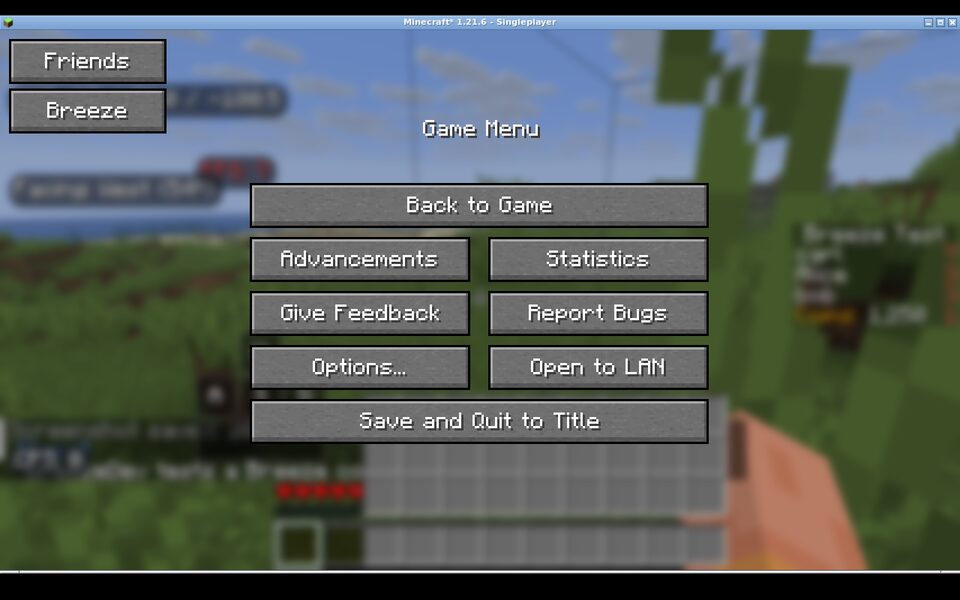 Minecraft* 1.21.6 - Singleplayer
Friends
Breeze
Game Menu
Back to Game
Advancements
Statistics
Give Feedback
Report Bugs
Options...
Open to LAN
Save and Quit to Title